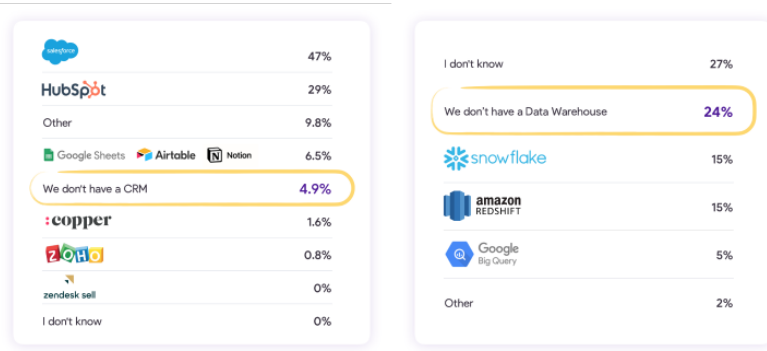 salesforce 47%
HubSpot 29%
Other 9.8%
Google Sheets Airtable Notion 6.5%
We don't have a CRM 4.9%
:copper 1.6%
ZOHO 0.8%
zendesk sell 0%
I don't know 0%
I don't know 27%
We don't have a Data Warehouse 24%
snowflake 15%
amazon
REDSHIFT 15%
Google
Big Query 5%
Other 2%